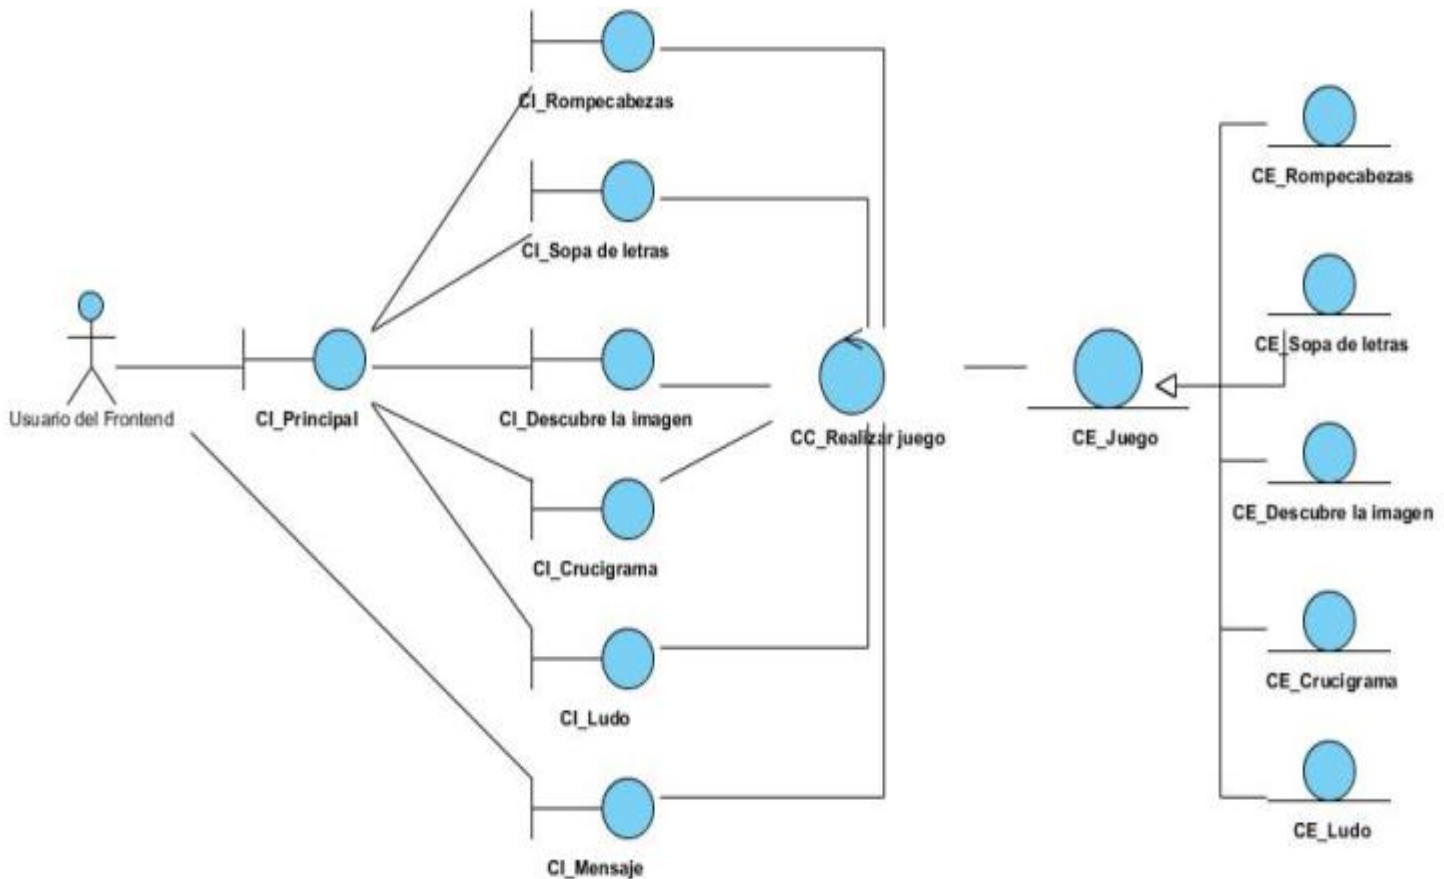 CI_Rompecabezas
CE_Rompecabezas
CI_Sopa de letras
CE_Sopa de letras
Usuario del Frontend
CI_Principal
CI_Descubre la imagen
CC_Realizar juego
CE_Juego
CE_Descubre la imagen
CI_Crucigrama
CE_Crucigrama
CI_Ludo
CE_Ludo
CI_Mensaje